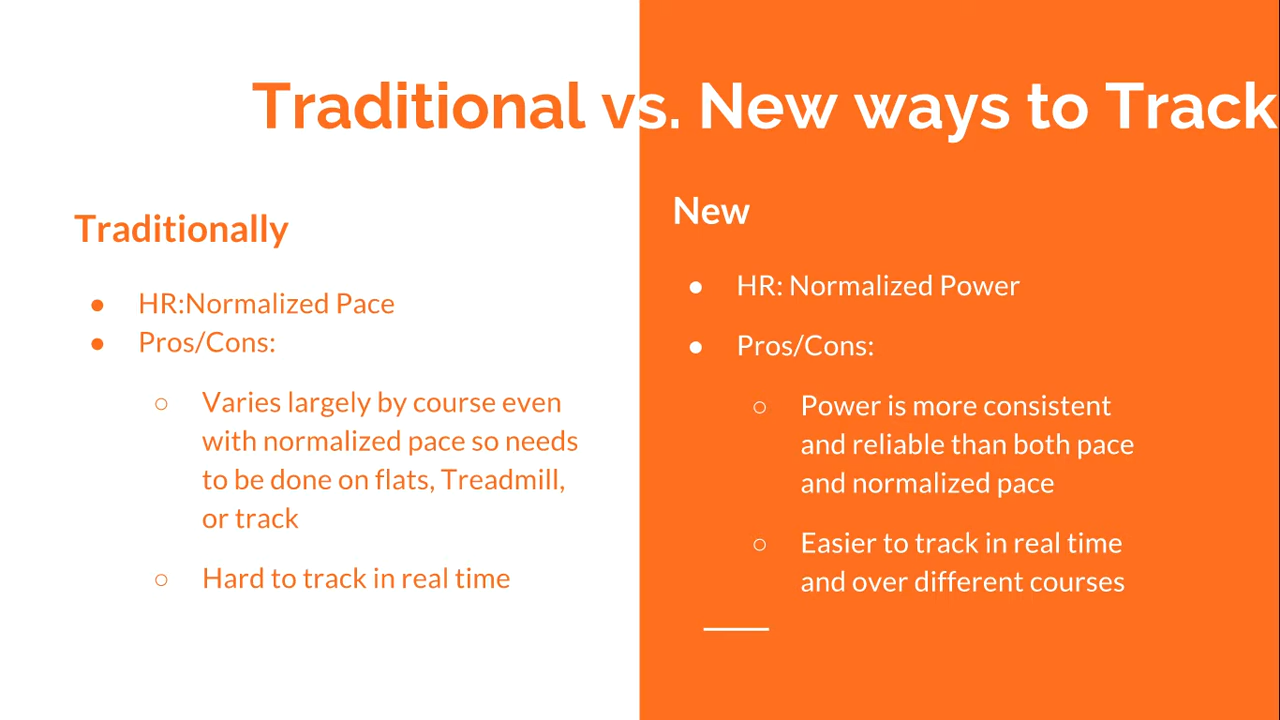 Traditional vs. New ways to Track
Traditionally
● HR:Normalized Pace
● Pros/Cons:
○ Varies largely by course even
with normalized pace so needs
to be done on flats, Treadmill,
or track
○ Hard to track in real time
New
● HR: Normalized Power
● Pros/Cons:
○ Power is more consistent
and reliable than both pace
and normalized pace
○ Easier to track in real time
and over different courses